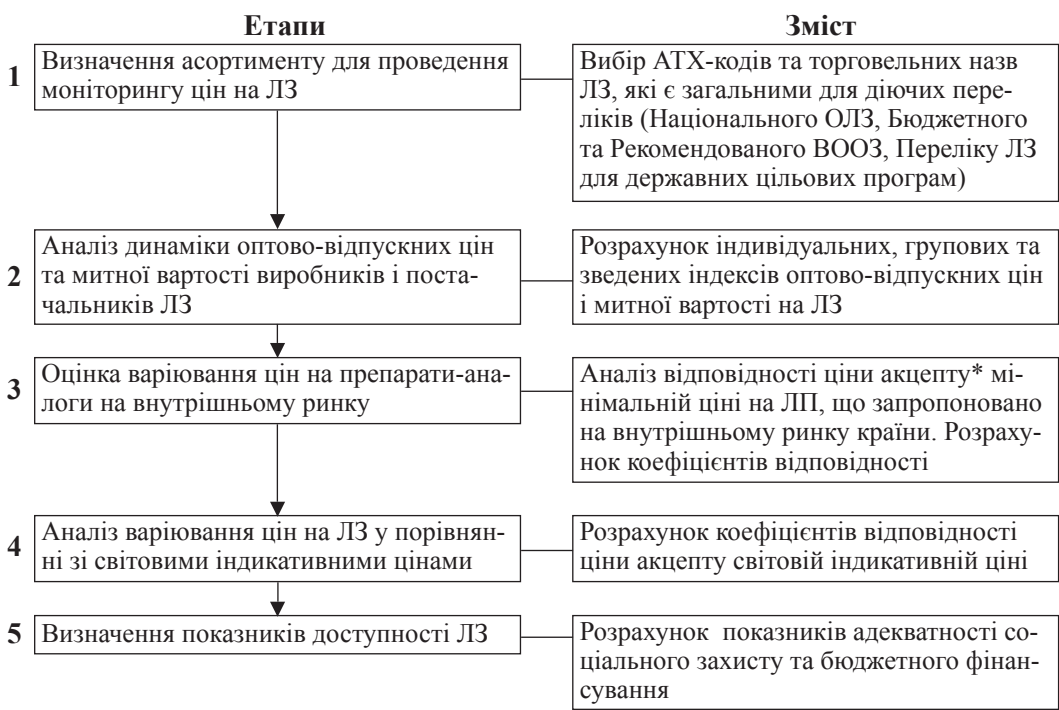 Етапи
Зміст
1
Визначення асортименту для проведення
моніторингу цін на ЛЗ
Вибір АТХ-кодів та торговельних назв
ЛЗ, які є загальними для діючих пере-
ліків (Національного ОЛЗ, Бюджетного
та Рекомендованого ВООЗ, Переліку ЛЗ
для державних цільових програм)
2
Аналіз динаміки оптово-відпускних цін
та митної вартості виробників і поста-
чальників ЛЗ
Розрахунок індивідуальних, групових та
зведених індексів оптово-відпускних цін
і митної вартості на ЛЗ
3
Оцінка варіювання цін на препарати-ана-
логи на внутрішньому ринку
Аналіз відповідності ціни акцепту* мі-
німальній ціні на ЛП, що запропоновано
на внутрішньому ринку країни. Розраху-
нок коефіцієнтів відповідності
4
Аналіз варіювання цін на ЛЗ у порівнян-
ні зі світовими індикативними цінами
Розрахунок коефіцієнтів відповідності
ціни акцепту світовій індикативній ціні
5
Визначення показників доступності ЛЗ
Розрахунок показників адекватності со-
ціального захисту та бюджетного фінан-
сування